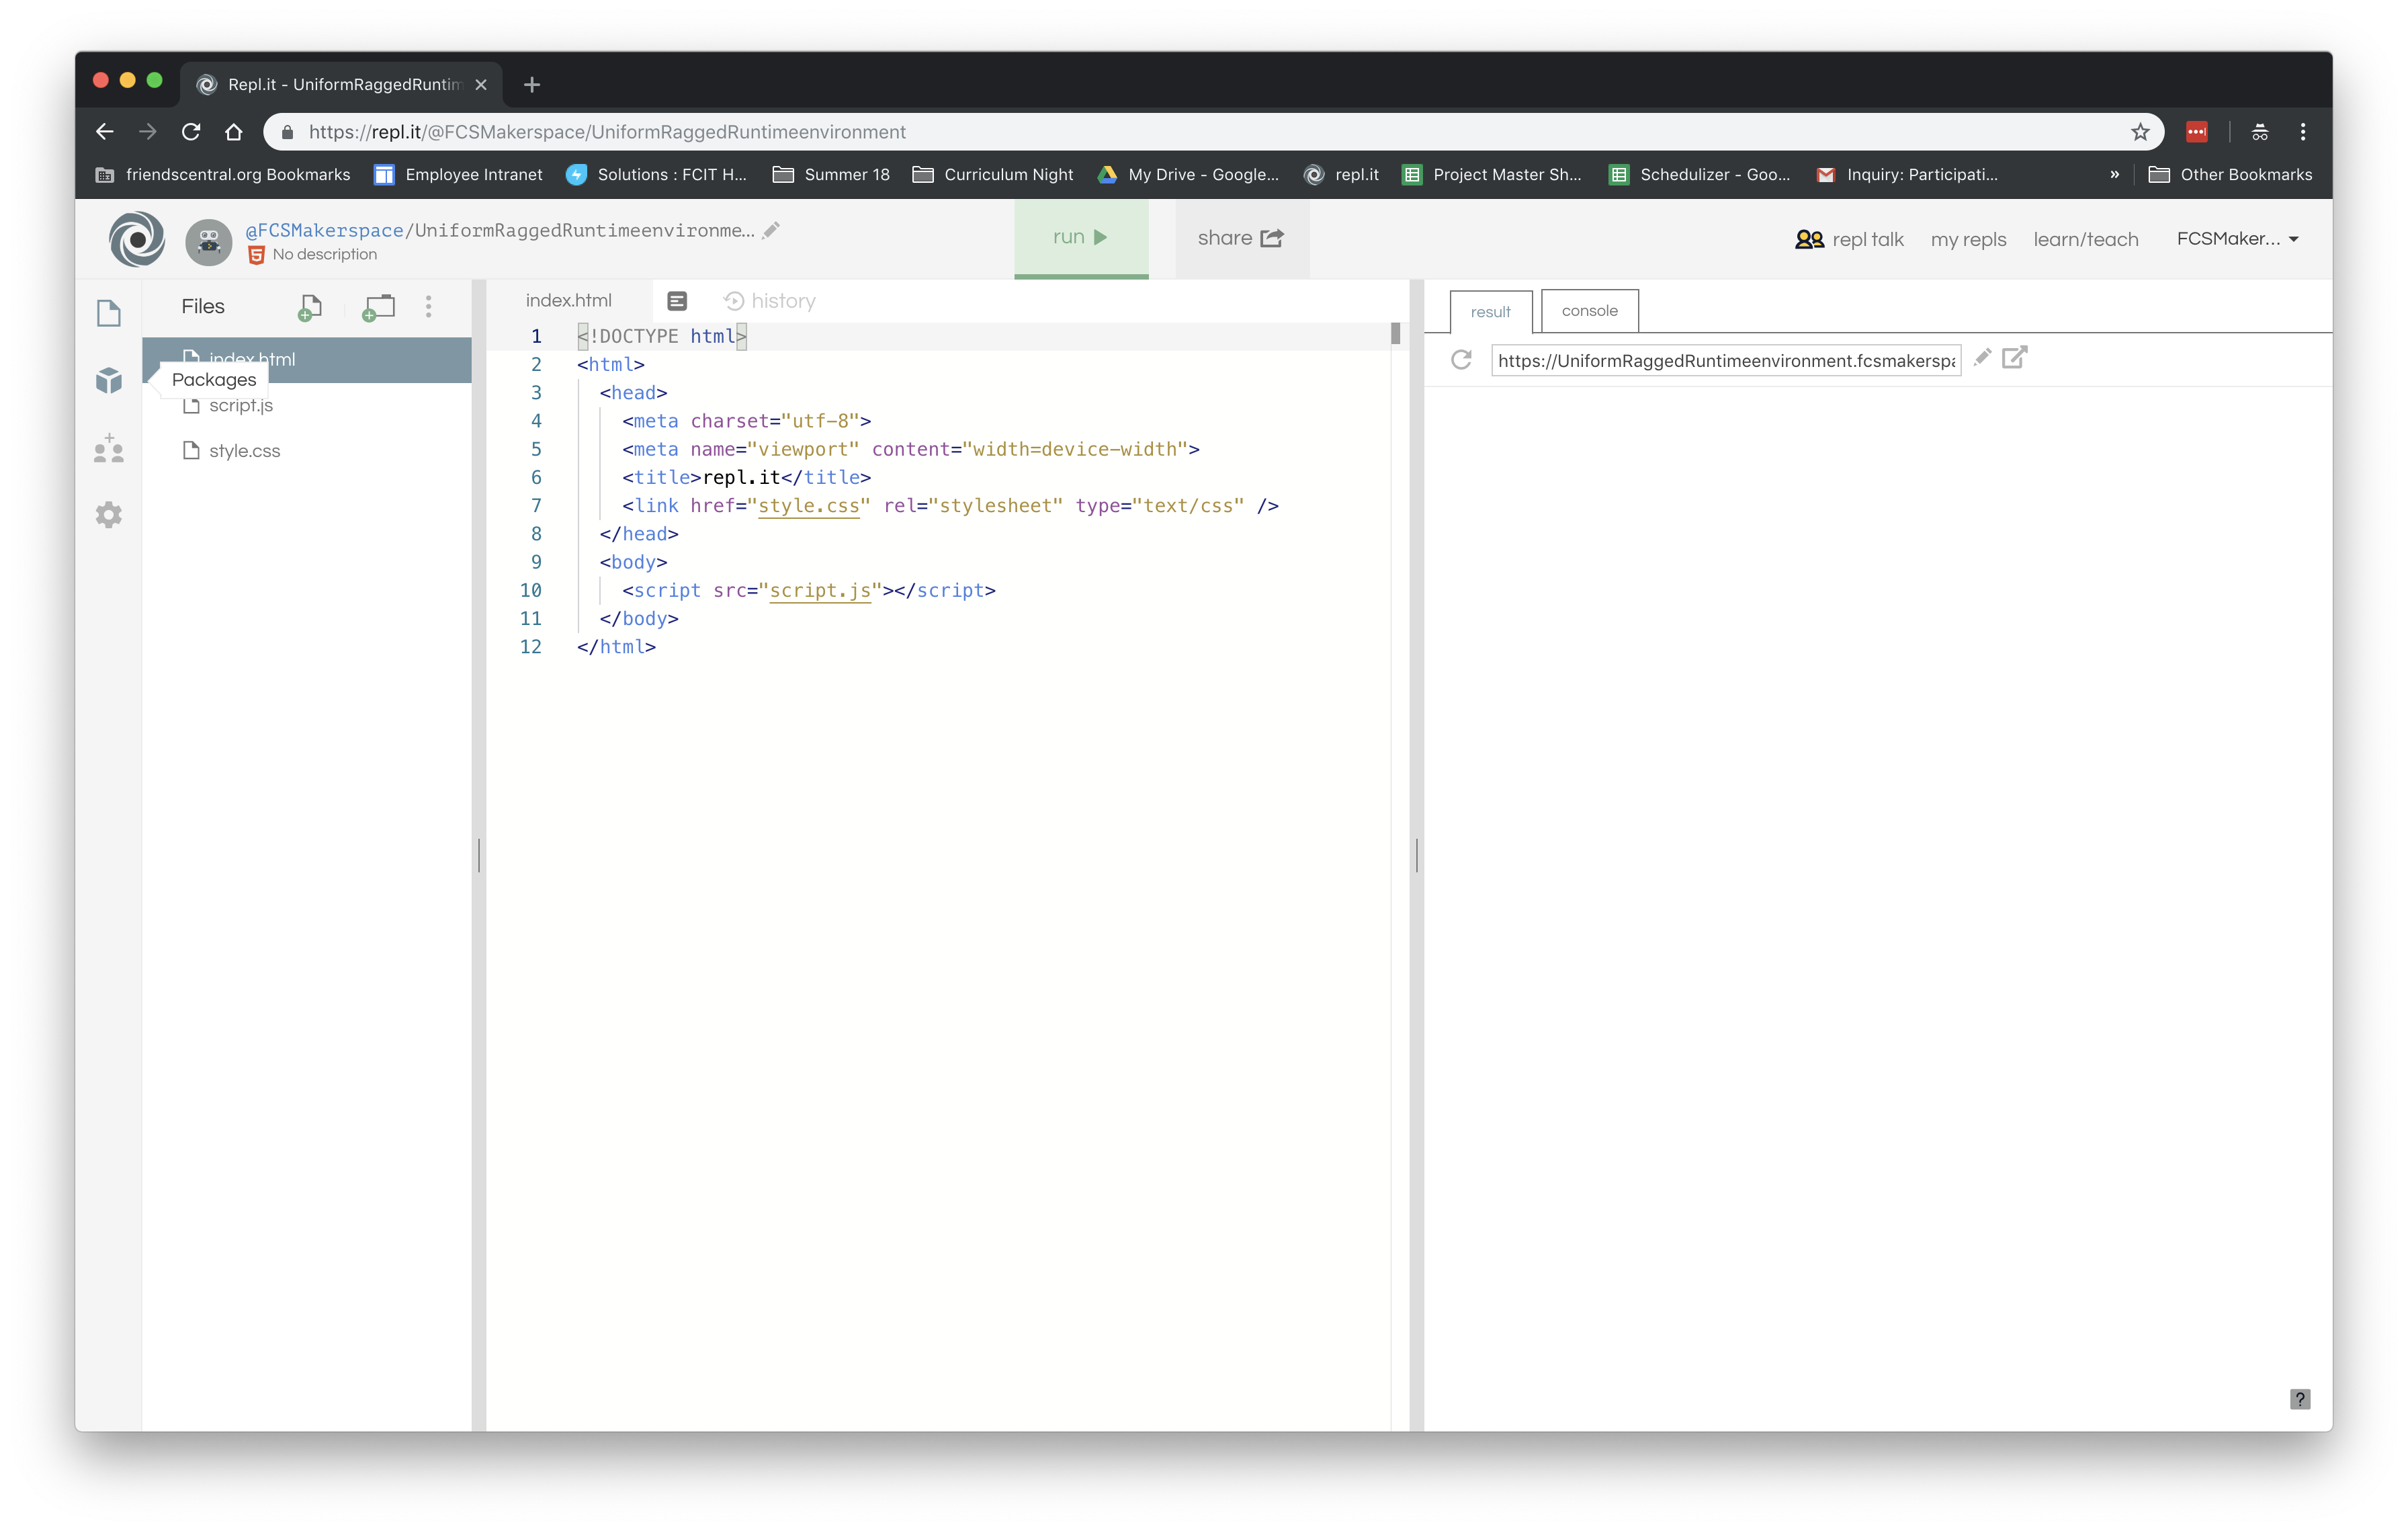 Repl.it - UniformRaggedRuntim
https://repl.it/@FCSMakerspace/UniformRaggedRuntimeenvironment
friendscentral.org Bookmarks Employee Intranet Solutions : FCIT H... Summer 18 Curriculum Night My Drive - Google... repl.it Project Master Sh... Schedulizer - Goo... Inquiry: Participati... » Other Bookmarks
@FCSMakerspace/UniformRaggedRuntimeenvironme...
No description
run
share
repl talk my repls learn/teach FCSMaker...
Files
index.html
Packages
script.js
style.css
index.html history
1 <!DOCTYPE html>
2 <html>
3 <head>
4 <meta charset="utf-8">
5 <meta name="viewport" content="width=device-width">
6 <title>repl.it</title>
7 <link href="style.css" rel="stylesheet" type="text/css" />
8 </head>
9 <body>
10 <script src="script.js"></script>
11 </body>
12 </html>
result console
https://UniformRaggedRuntimeenvironment.fcsmakerspa
?